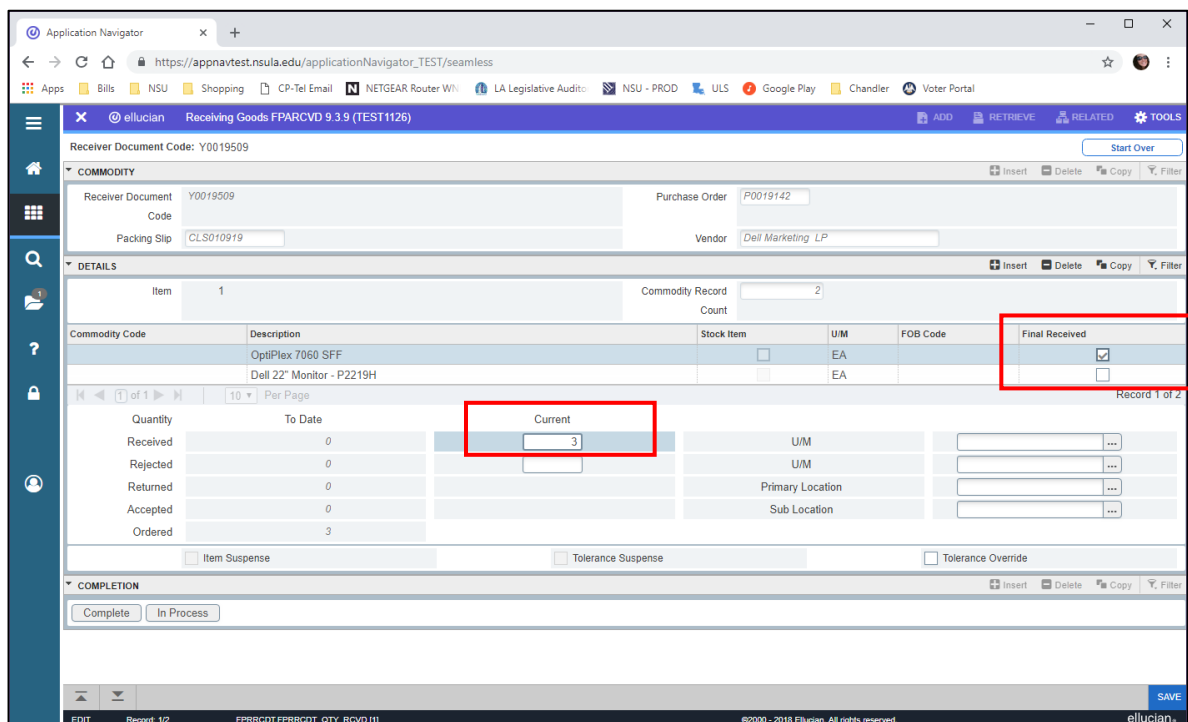 Application Navigator
https://appnavtest.nsula.edu/applicationNavigator_TEST/seamless
Apps Bills NSU Shopping CP-Tel Email NETGEAR Router WN LA Legislative Audito NSU - PROD ULS Google Play Chandler Voter Portal
ellucian Receiving Goods FPARCVD 9.3.9 (TEST1126) ADD RETRIEVE RELATED TOOLS
Receiver Document Code: Y0019509 Start Over
COMMODITY Insert Delete Copy Filter
Receiver Document Code Y0019509 Purchase Order P0019142
Packing Slip CLS010919 Vendor Dell Marketing LP
DETAILS Insert Delete Copy Filter
1
Item 1 Commodity Record Count 2
Commodity Code Description Stock Item U/M FOB Code Final Received
OptiPlex 7060 SFF EA
Dell 22" Monitor - P2219H EA
1 of 1 10 Per Page Record 1 of 2
Quantity To Date Current
Received 0 3 U/M ...
Rejected 0 U/M ...
Returned 0 Primary Location ...
Accepted 0 Sub Location ...
Ordered 3
Item Suspense Tolerance Suspense Tolerance Override
COMPLETION Insert Delete Copy Filter
Complete In Process
SAVE
EDIT Record: 1/2 FPRRCDT.FPRRCDT_QTY_RCVD [1] ©2000 - 2018 Ellucian. All rights reserved. ellucian.